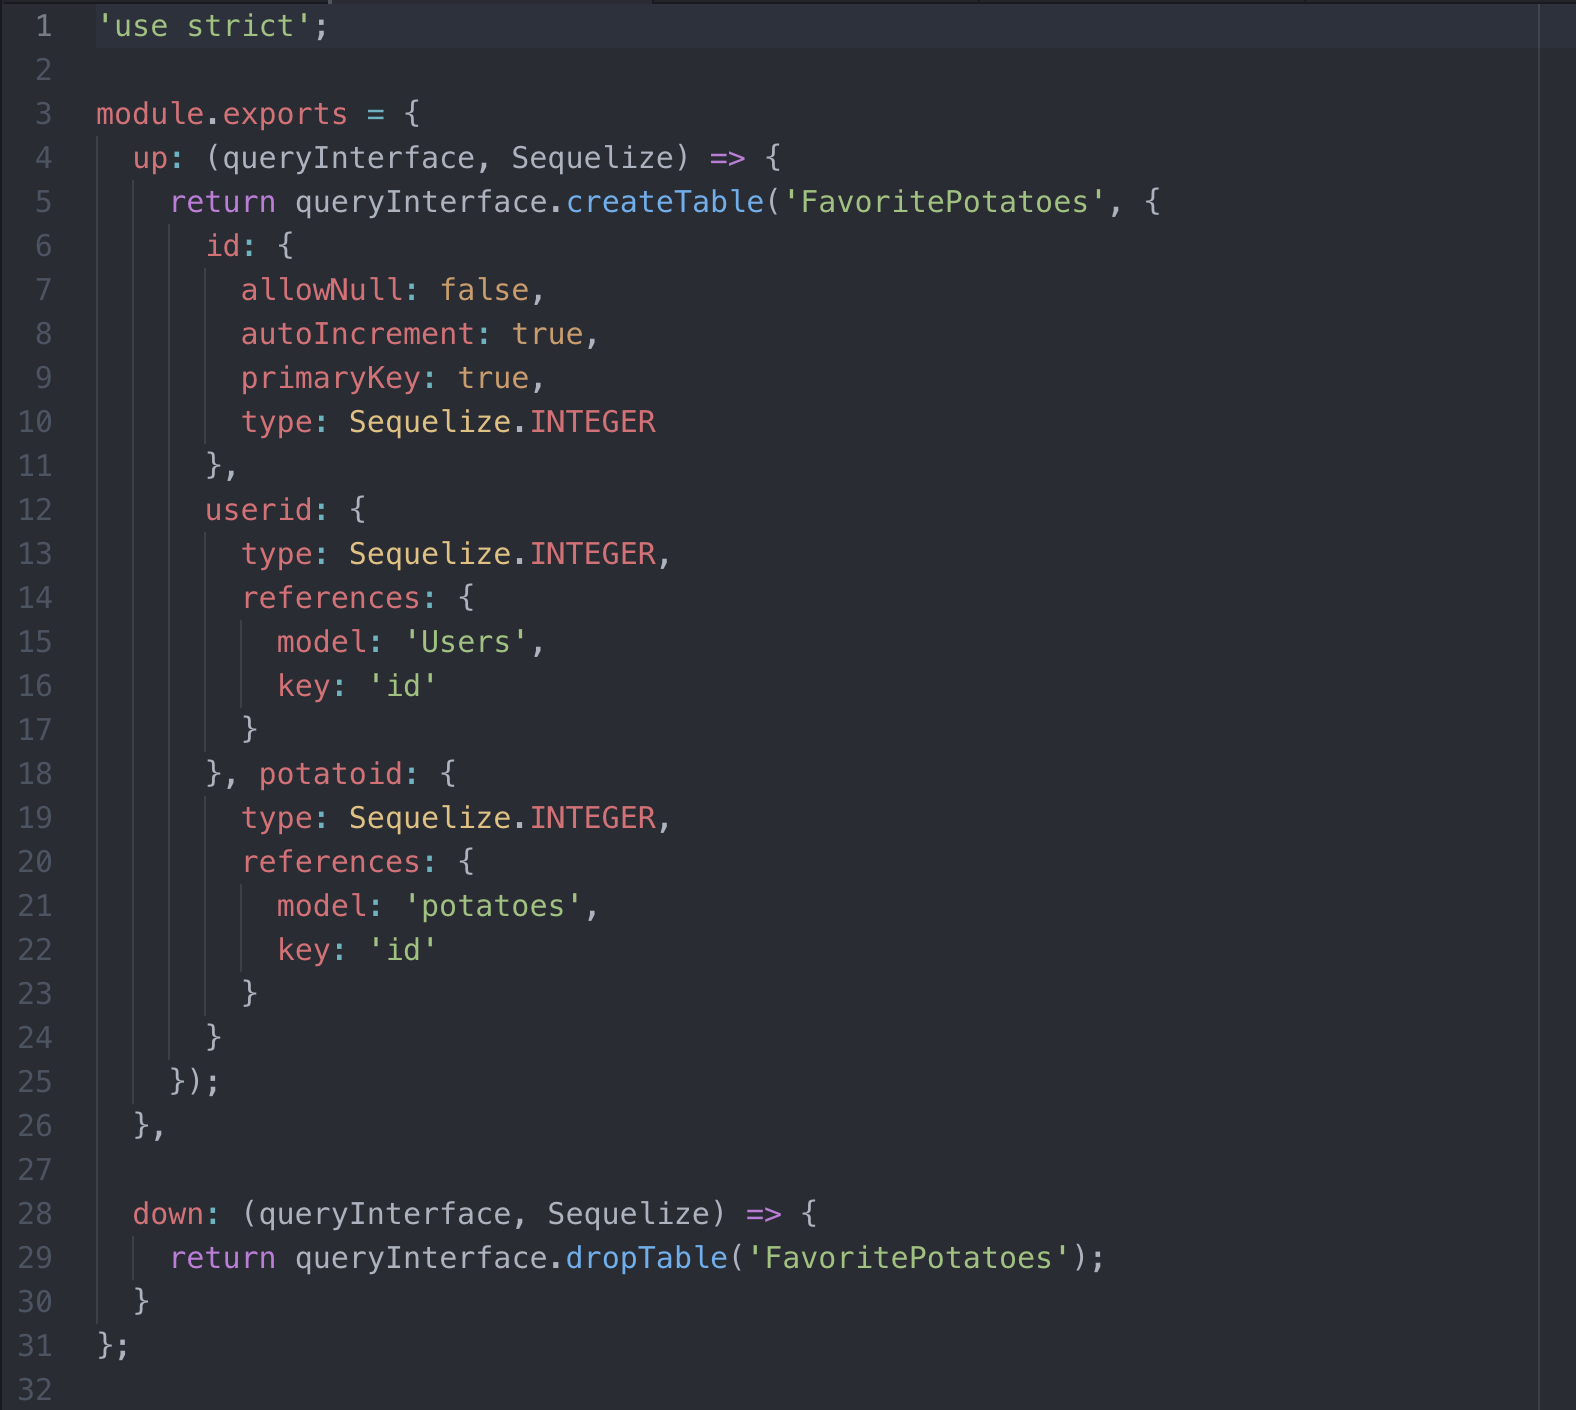 1 'use strict';
2
3 module.exports = {
4   up: (queryInterface, Sequelize) => {
5     return queryInterface.createTable('FavoritePotatoes', {
6       id: {
7         allowNull: false,
8         autoIncrement: true,
9         primaryKey: true,
10         type: Sequelize.INTEGER
11       },
12       userid: {
13         type: Sequelize.INTEGER,
14         references: {
15           model: 'Users',
16           key: 'id'
17         }
18       }, potatoid: {
19         type: Sequelize.INTEGER,
20         references: {
21           model: 'potatoes',
22           key: 'id'
23         }
24       }
25     });
26   },
27
28   down: (queryInterface, Sequelize) => {
29     return queryInterface.dropTable('FavoritePotatoes');
30   }
31 };
32